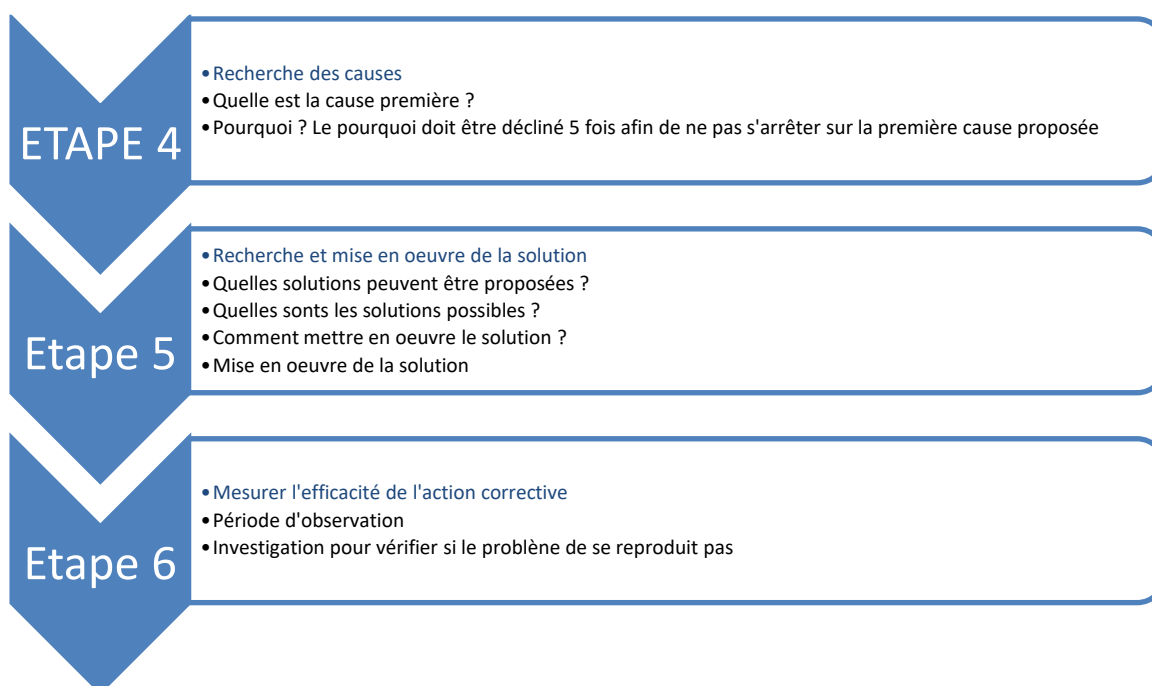 ETAPE 4
•Recherche des causes
•Quelle est la cause première ?
•Pourquoi ? Le pourquoi doit être décliné 5 fois afin de ne pas s'arrêter sur la première cause proposée
Etape 5
•Recherche et mise en oeuvre de la solution
•Quelles solutions peuvent être proposées ?
•Quelles sonts les solutions possibles ?
•Comment mettre en oeuvre le solution ?
•Mise en oeuvre de la solution
Etape 6
•Mesurer l'efficacité de l'action corrective
•Période d'observation
•Investigation pour vérifier si le problène de se reproduit pas